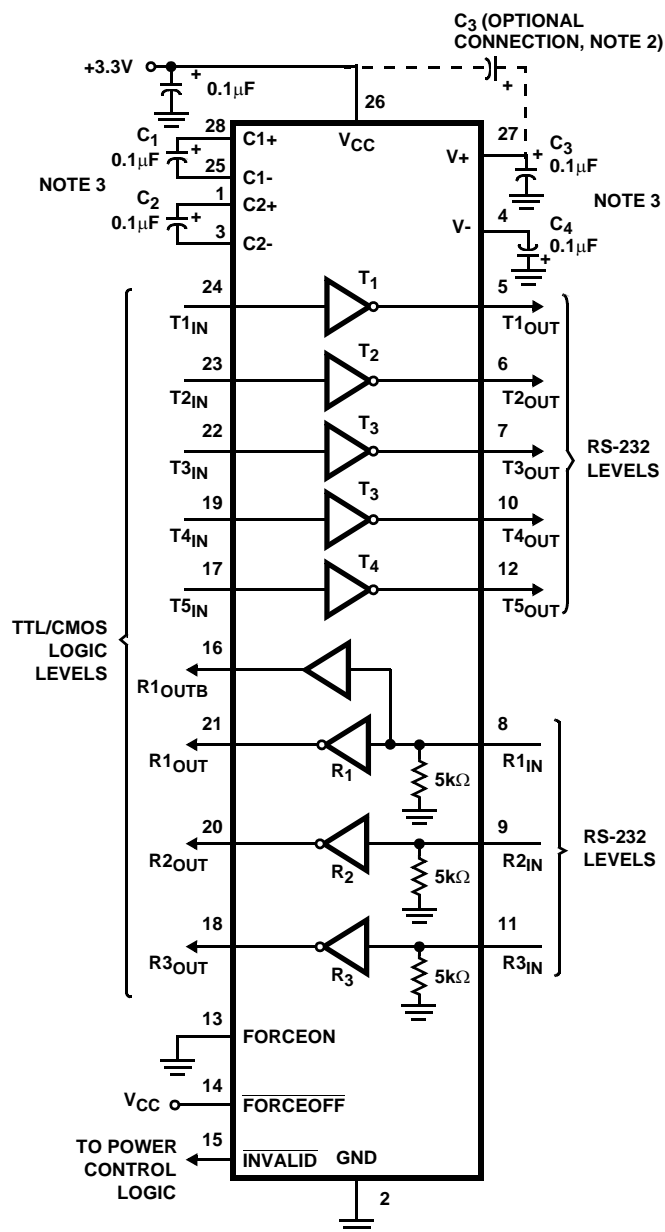 C3 (OPTIONAL
CONNECTION, NOTE 2)
+3.3V
+
0.1μF
+
26
28
C1
0.1μF
+
C1+
VCC
27
V+
+
C3
0.1μF
25
C1-
NOTE 3
NOTE 3
1
C2
0.1μF
+
C2+
3
C2-
4
V-
C4
0.1μF
+
24
T1
5
T1IN
T1OUT
23
T2
6
T2IN
T2OUT
22
T3
7
T3IN
T3OUT
RS-232
LEVELS
19
T3
10
T4IN
T4OUT
17
T4
12
T5IN
T5OUT
TTL/CMOS
LOGIC
LEVELS
16
R1OUTB
21
8
R1OUT
R1
5kΩ
R1IN
20
9
R2OUT
R2
5kΩ
R2IN
RS-232
LEVELS
18
11
R3OUT
R3
5kΩ
R3IN
13
FORCEON
14
VCC
FORCEOFF
15
TO POWER
CONTROL
LOGIC
INVALID
GND
2